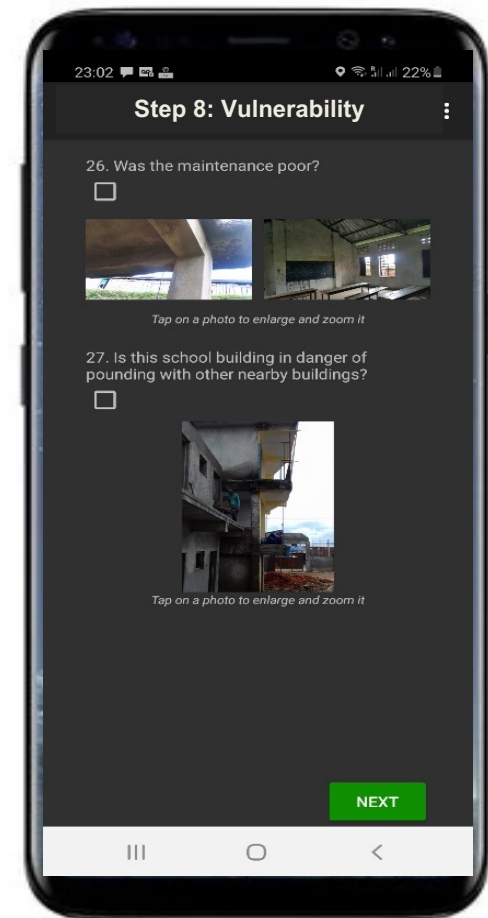 23:02
22%
Step 8: Vulnerability
26. Was the maintenance poor?
Tap on a photo to enlarge and zoom it
27. Is this school building in danger of
pounding with other nearby buildings?
Tap on a photo to enlarge and zoom it
NEXT